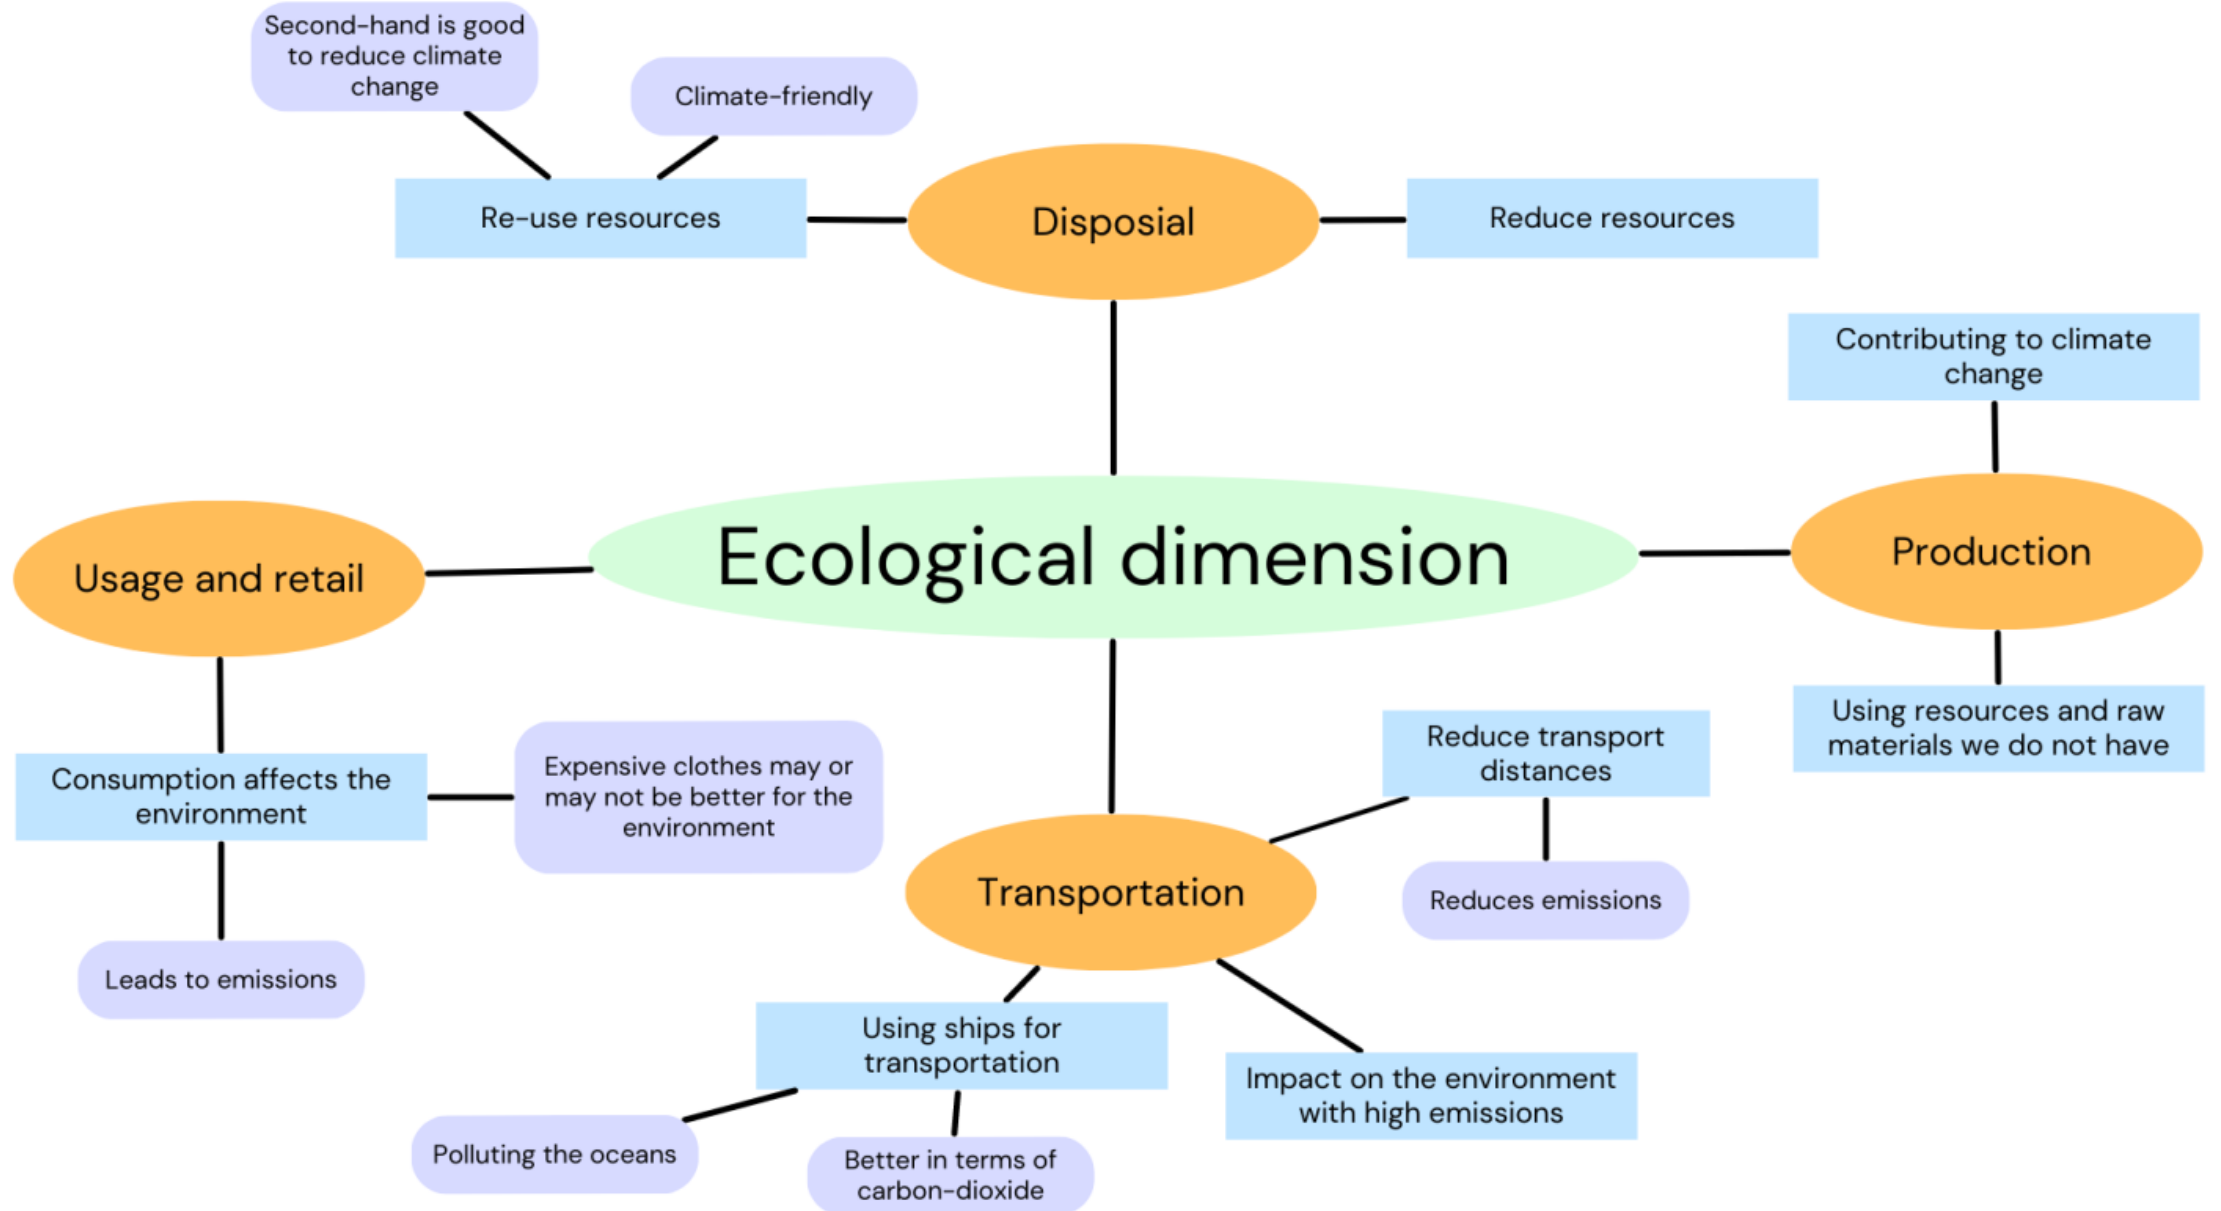 Second-hand is good
to reduce climate
change
Climate-friendly
Re-use resources
Disposial
Reduce resources
Contributing to climate
change
Ecological dimension
Production
Usage and retail
Using resources and raw
materials we do not have
Reduce transport
distances
Consumption affects the
environment
Expensive clothes may or
may not be better for the
environment
Transportation
Reduces emissions
Leads to emissions
Using ships for
transportation
Impact on the environment
with high emissions
Polluting the oceans
Better in terms of
carbon-dioxide